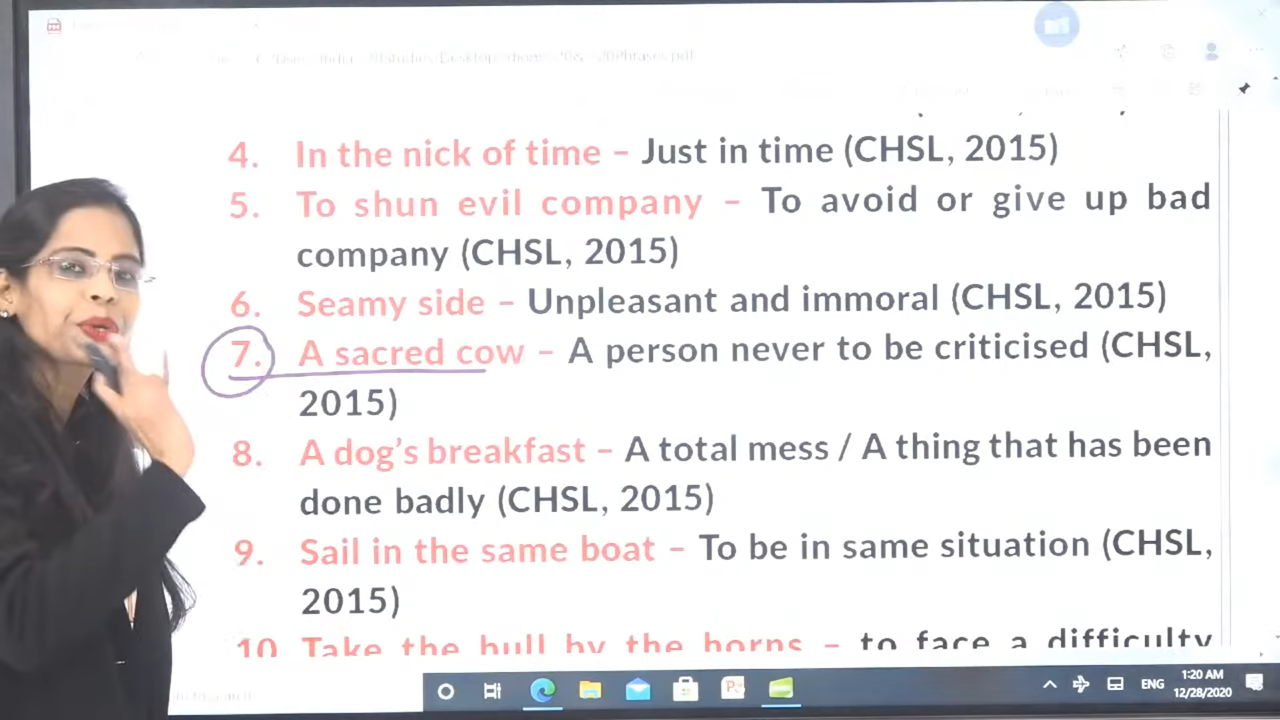 4. In the nick of time – Just in time (CHSL, 2015)
5. To shun evil company – To avoid or give up bad
company (CHSL, 2015)
6. Seamy side – Unpleasant and immoral (CHSL, 2015)
7. A sacred cow – A person never to be criticised (CHSL,
2015)
8. A dog's breakfast – A total mess / A thing that has been
done badly (CHSL, 2015)
9. Sail in the same boat – To be in same situation (CHSL,
2015)
10 Take the bull by the horns – to face a difficulty
ENG
1:20 AM
12/28/2020